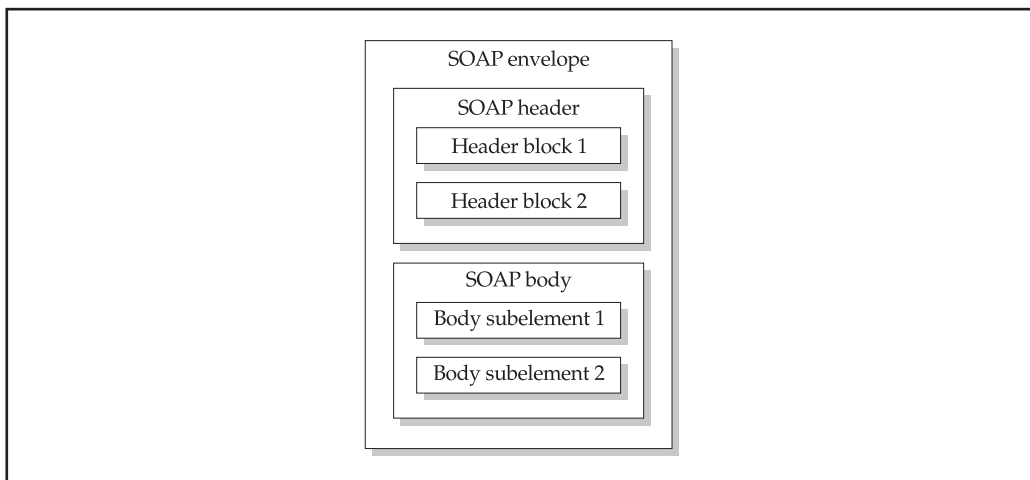 SOAP envelope
SOAP header
Header block 1
Header block 2
SOAP body
Body subelement 1
Body subelement 2